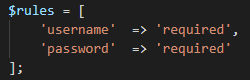 $rules = [
    'username'  => 'required',
    'password'  => 'required'
];